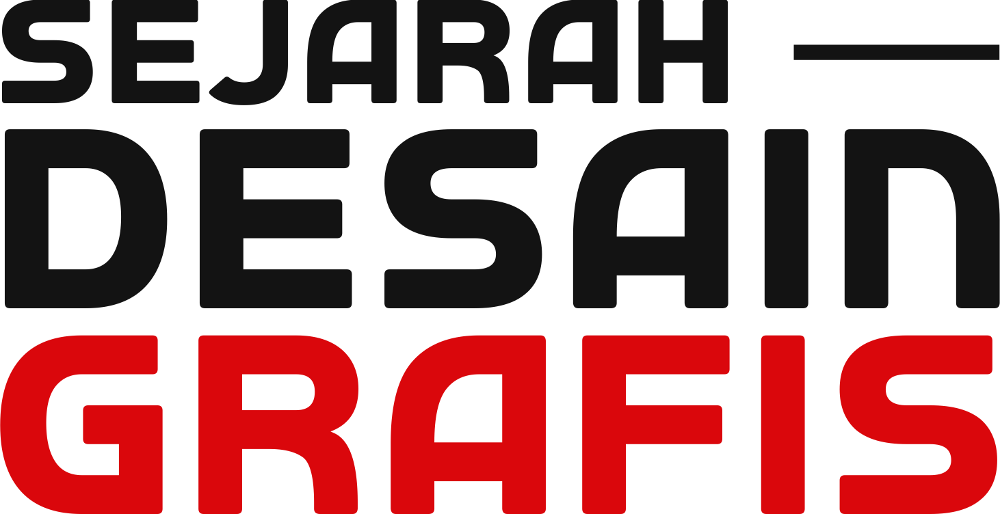 SEJARAH —
DESAIN
GRAFIS